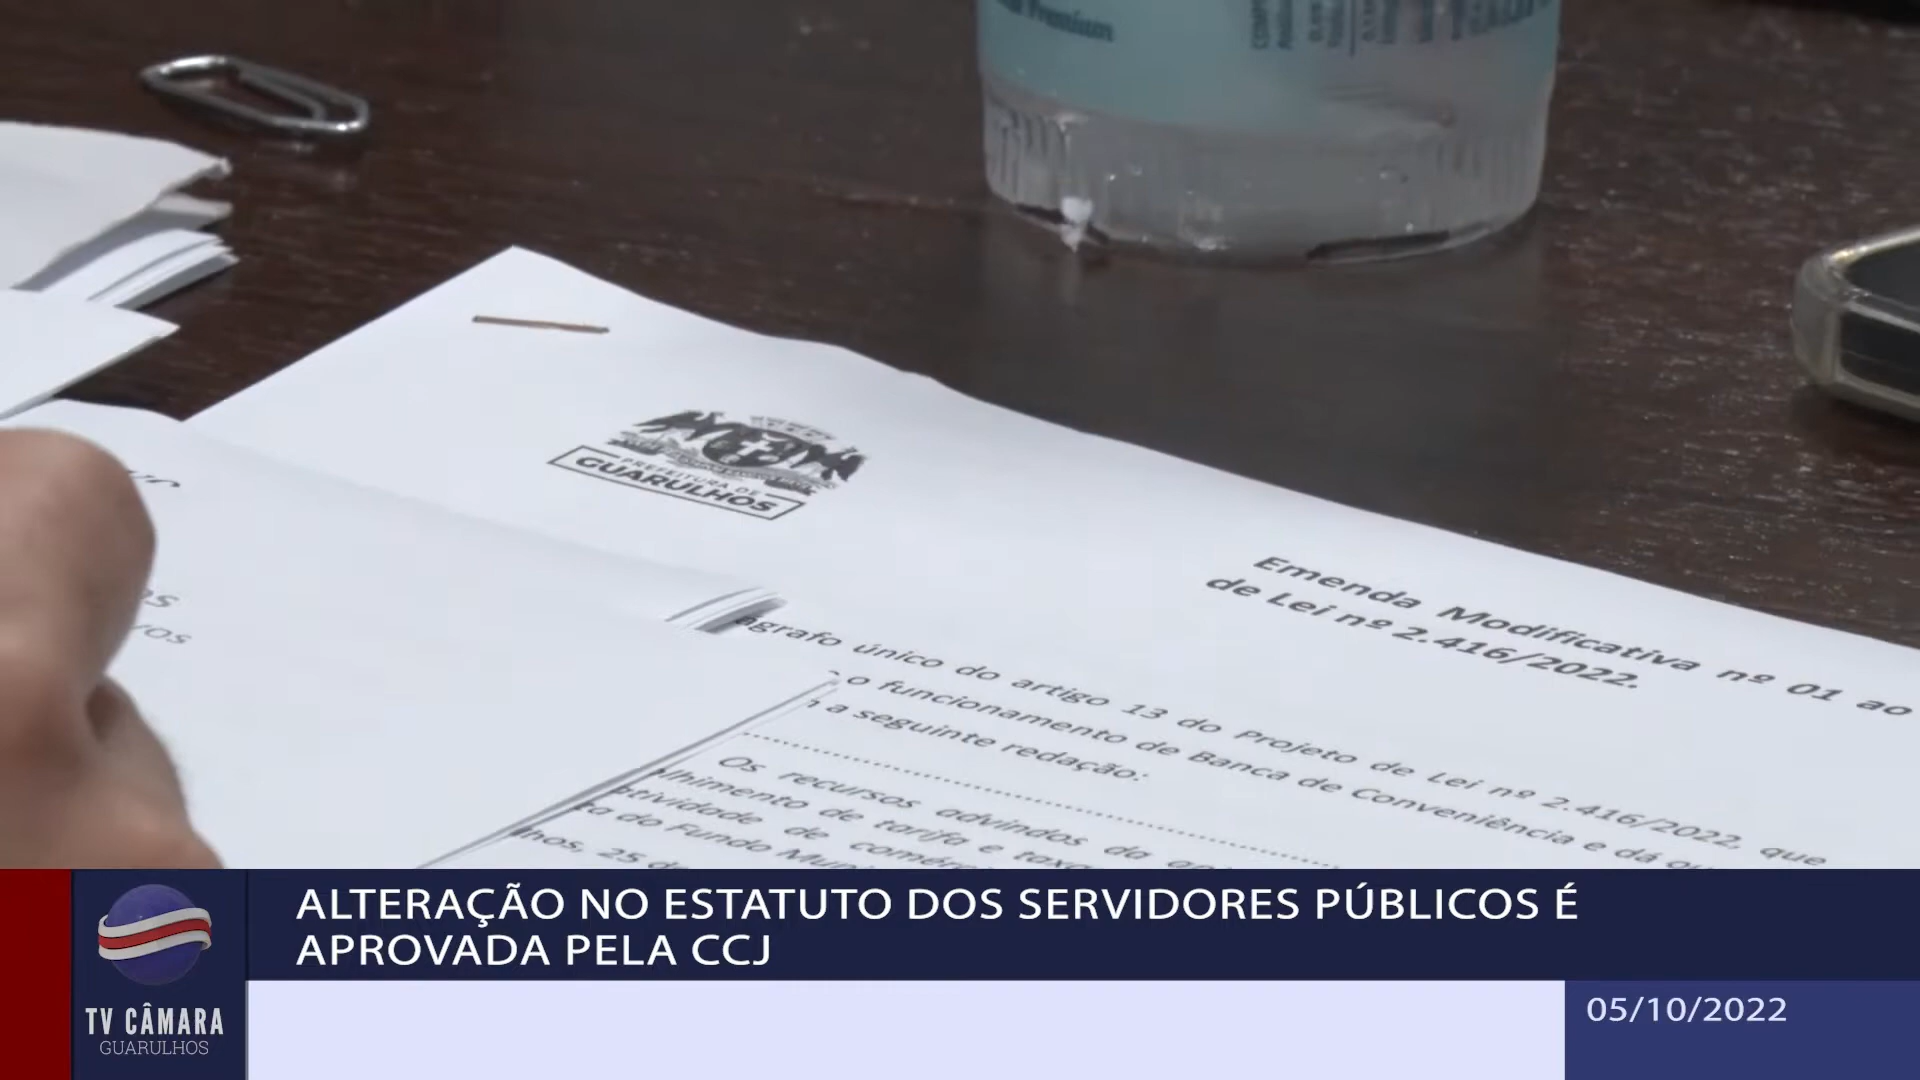 Premium
PREFEITURA DE
GUARULHOS
Emenda Modificativa nº 01 ao
de Lei nº 2.416/2022.
único do artigo 13 do Projeto de Lei nº 2.416/2022, que
o funcionamento de Banca de Conveniência e dá
a seguinte redação:
Os recursos advindos da
de tarifa e taxa
atividade de
do Fundo
25 de
ALTERAÇÃO NO ESTATUTO DOS SERVIDORES PÚBLICOS É
APROVADA PELA CCJ
TV CÂMARA
GUARULHOS
05/10/2022